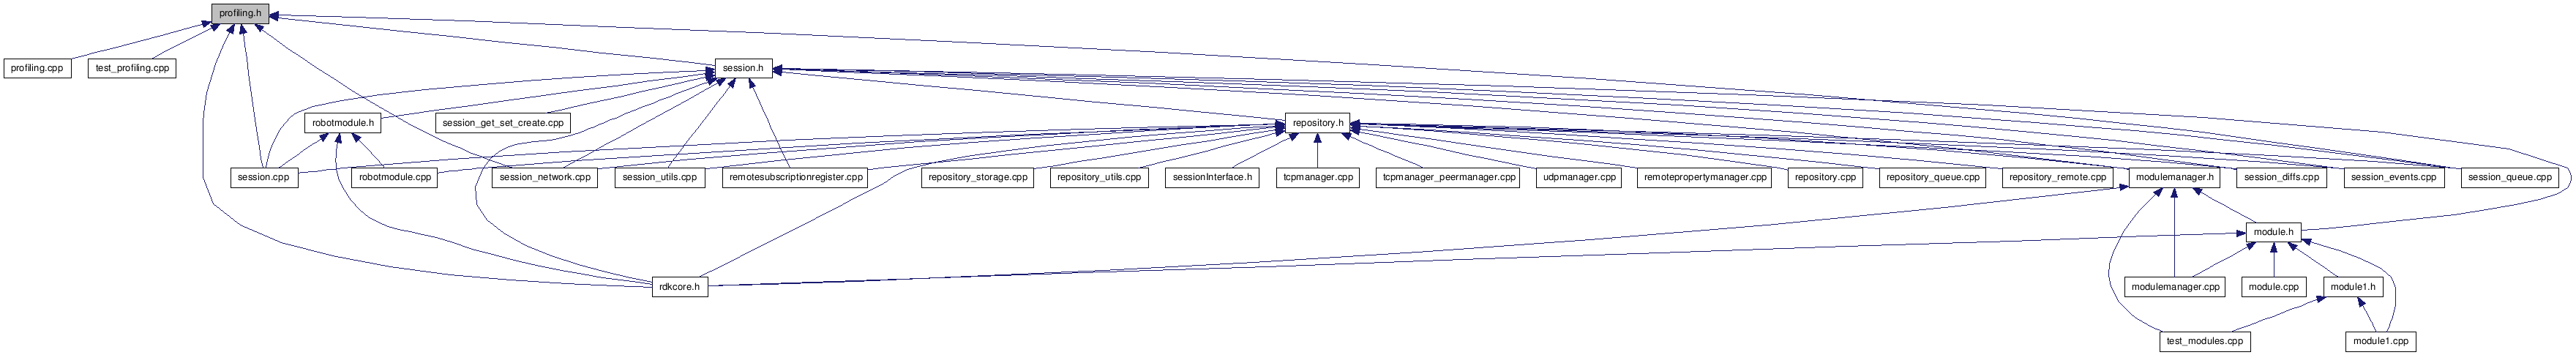 profiling.h
profiling.cpp
test_profiling.cpp
session.h
robotmodule.h
session_get_set_create.cpp
repository.h
session.cpp
robotmodule.cpp
session_network.cpp
session_utils.cpp
remotesubscriptionregister.cpp
repository_storage.cpp
repository_utils.cpp
sessionInterface.h
tcpmanager.cpp
tcpmanager_peermanager.cpp
udpmanager.cpp
remotepropertymanager.cpp
repository.cpp
repository_queue.cpp
repository_remote.cpp
modulemanager.h
session_diffs.cpp
session_events.cpp
session_queue.cpp
module.h
rdkcore.h
modulemanager.cpp
module.cpp
module1.h
test_modules.cpp
module1.cpp